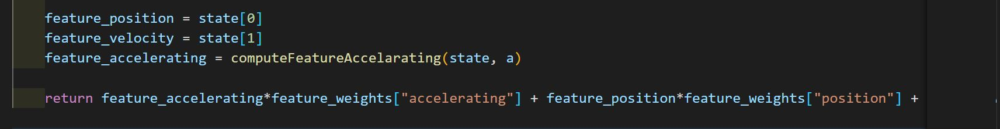 feature_position = state[0]
feature_velocity = state[1]
feature_accelerating = computeFeatureAccelarating(state, a)
return feature_accelerating*feature_weights["accelerating"] + feature_position*feature_weights["position"] +